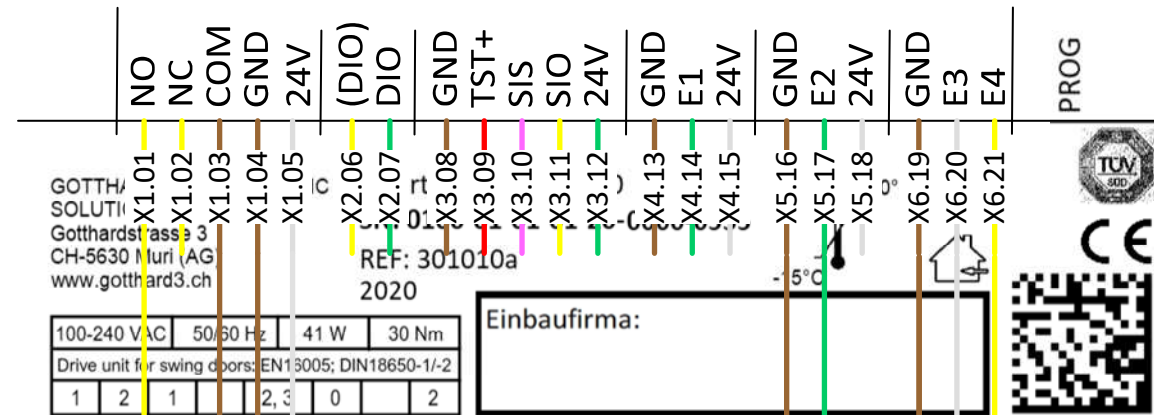 NO NC COM GND 24V (DIO) DIO GND TST+ SIS SIO 24V GND E1 24V GND E2 24V GND E3 E4 PROG
X1.01 X1.02 X1.03 X1.04 X1.05 X2.06 X2.07 X3.08 X3.09 X3.10 X3.11 X3.12 X4.13 X4.14 X4.15 X5.16 X5.17 X5.18 X6.19 X6.20 X6.21
TÜV
SÜD
Gotthardstrasse 3
CH-5630 Muri (AG)
www.gotthard3.ch
REF: 301010a
2020
-15°C
CE
100-240 VAC 50/60 Hz 41 W 30 Nm
Drive unit for swing doors: EN16005; DIN18650-1/-2
1 2 1 2, 3 0 2
Einbaufirma: